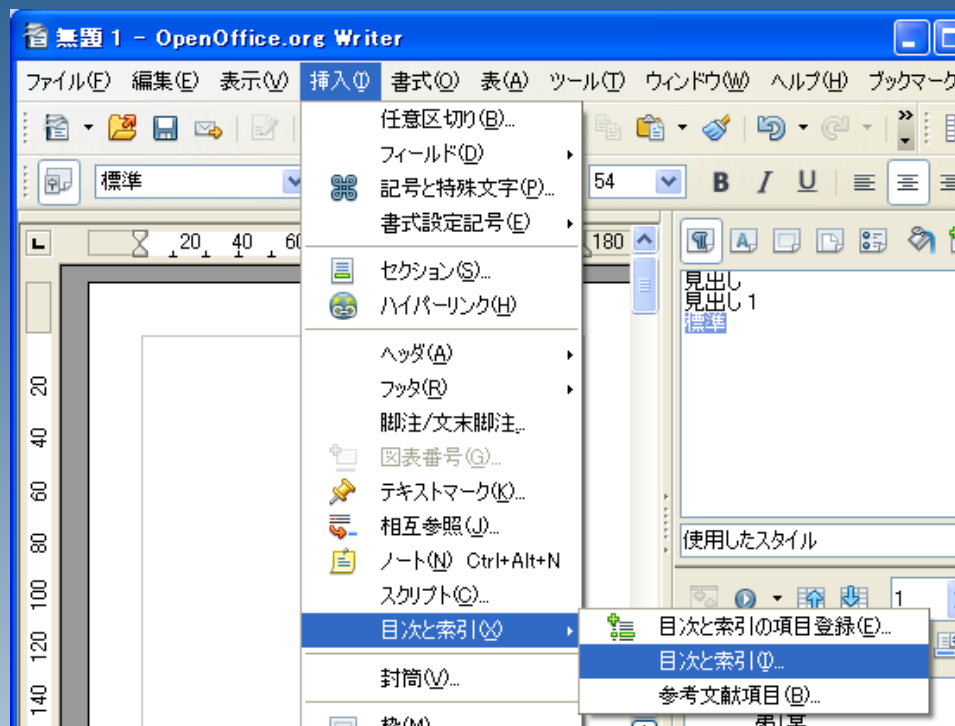 無題 1 - OpenOffice.org Writer
ファイル(F) 編集(E) 表示(V) 挿入(I) 書式(O) 表(A) ツール(T) ウィンドウ(W) ヘルプ(H) ブックマーク
標準
54
B I U
20 40 60
180
任意区切り(B)...
フィールド(D)
記号と特殊文字(P)...
書式設定記号(E)
セクション(S)...
ハイパーリンク(H)
ヘッダ(A)
フッタ(R)
脚注/文末脚注...
図表番号(G)...
テキストマーク(K)...
相互参照(J)...
ノート(N) Ctrl+Alt+N
スクリプト(C)...
目次と索引(X)
封筒(V)...
枠(M)
目次と索引の項目登録(E)...
目次と索引(I)...
参考文献項目(B)...
見出し
見出し 1
標準
使用したスタイル
1
第1章
20
40
60
80
100
120
140